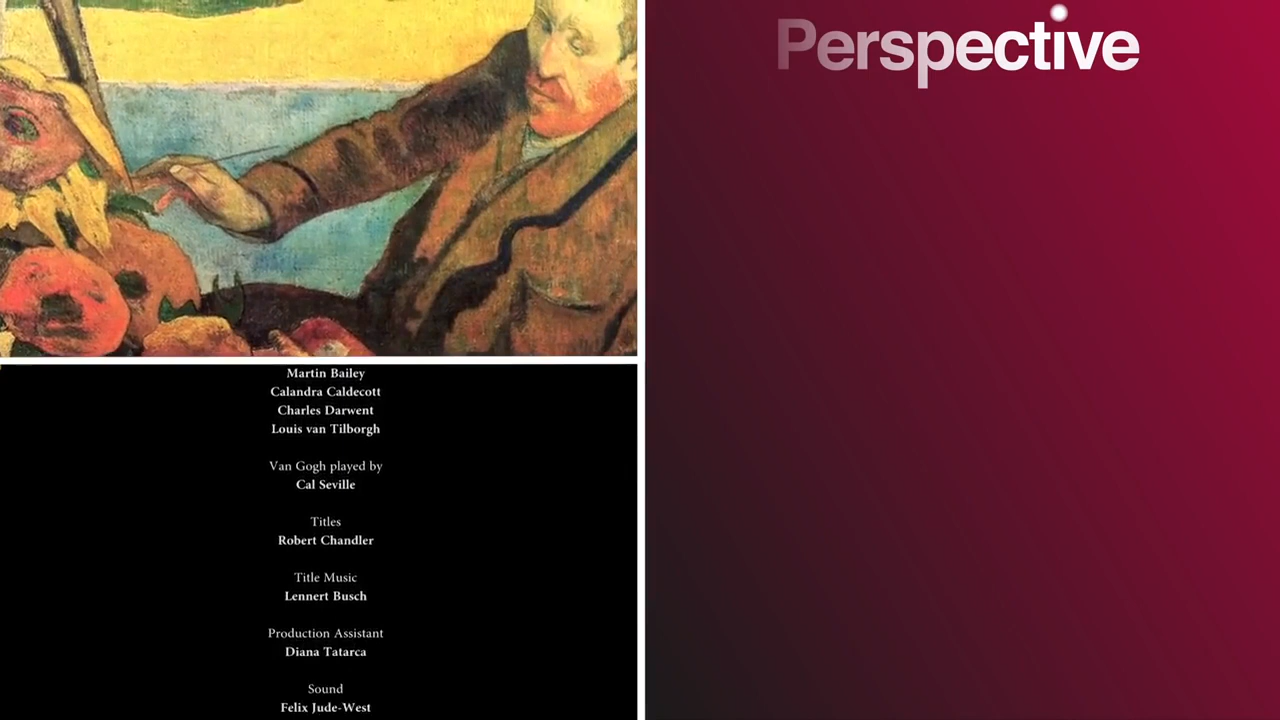 Perspective
Martin Bailey
Calandra Caldecott
Charles Darwent
Louis van Tilborgh
Van Gogh played by
Cal Seville
Titles
Robert Chandler
Title Music
Lennert Busch
Production Assistant
Diana Tatarca
Sound
Felix Jude-West